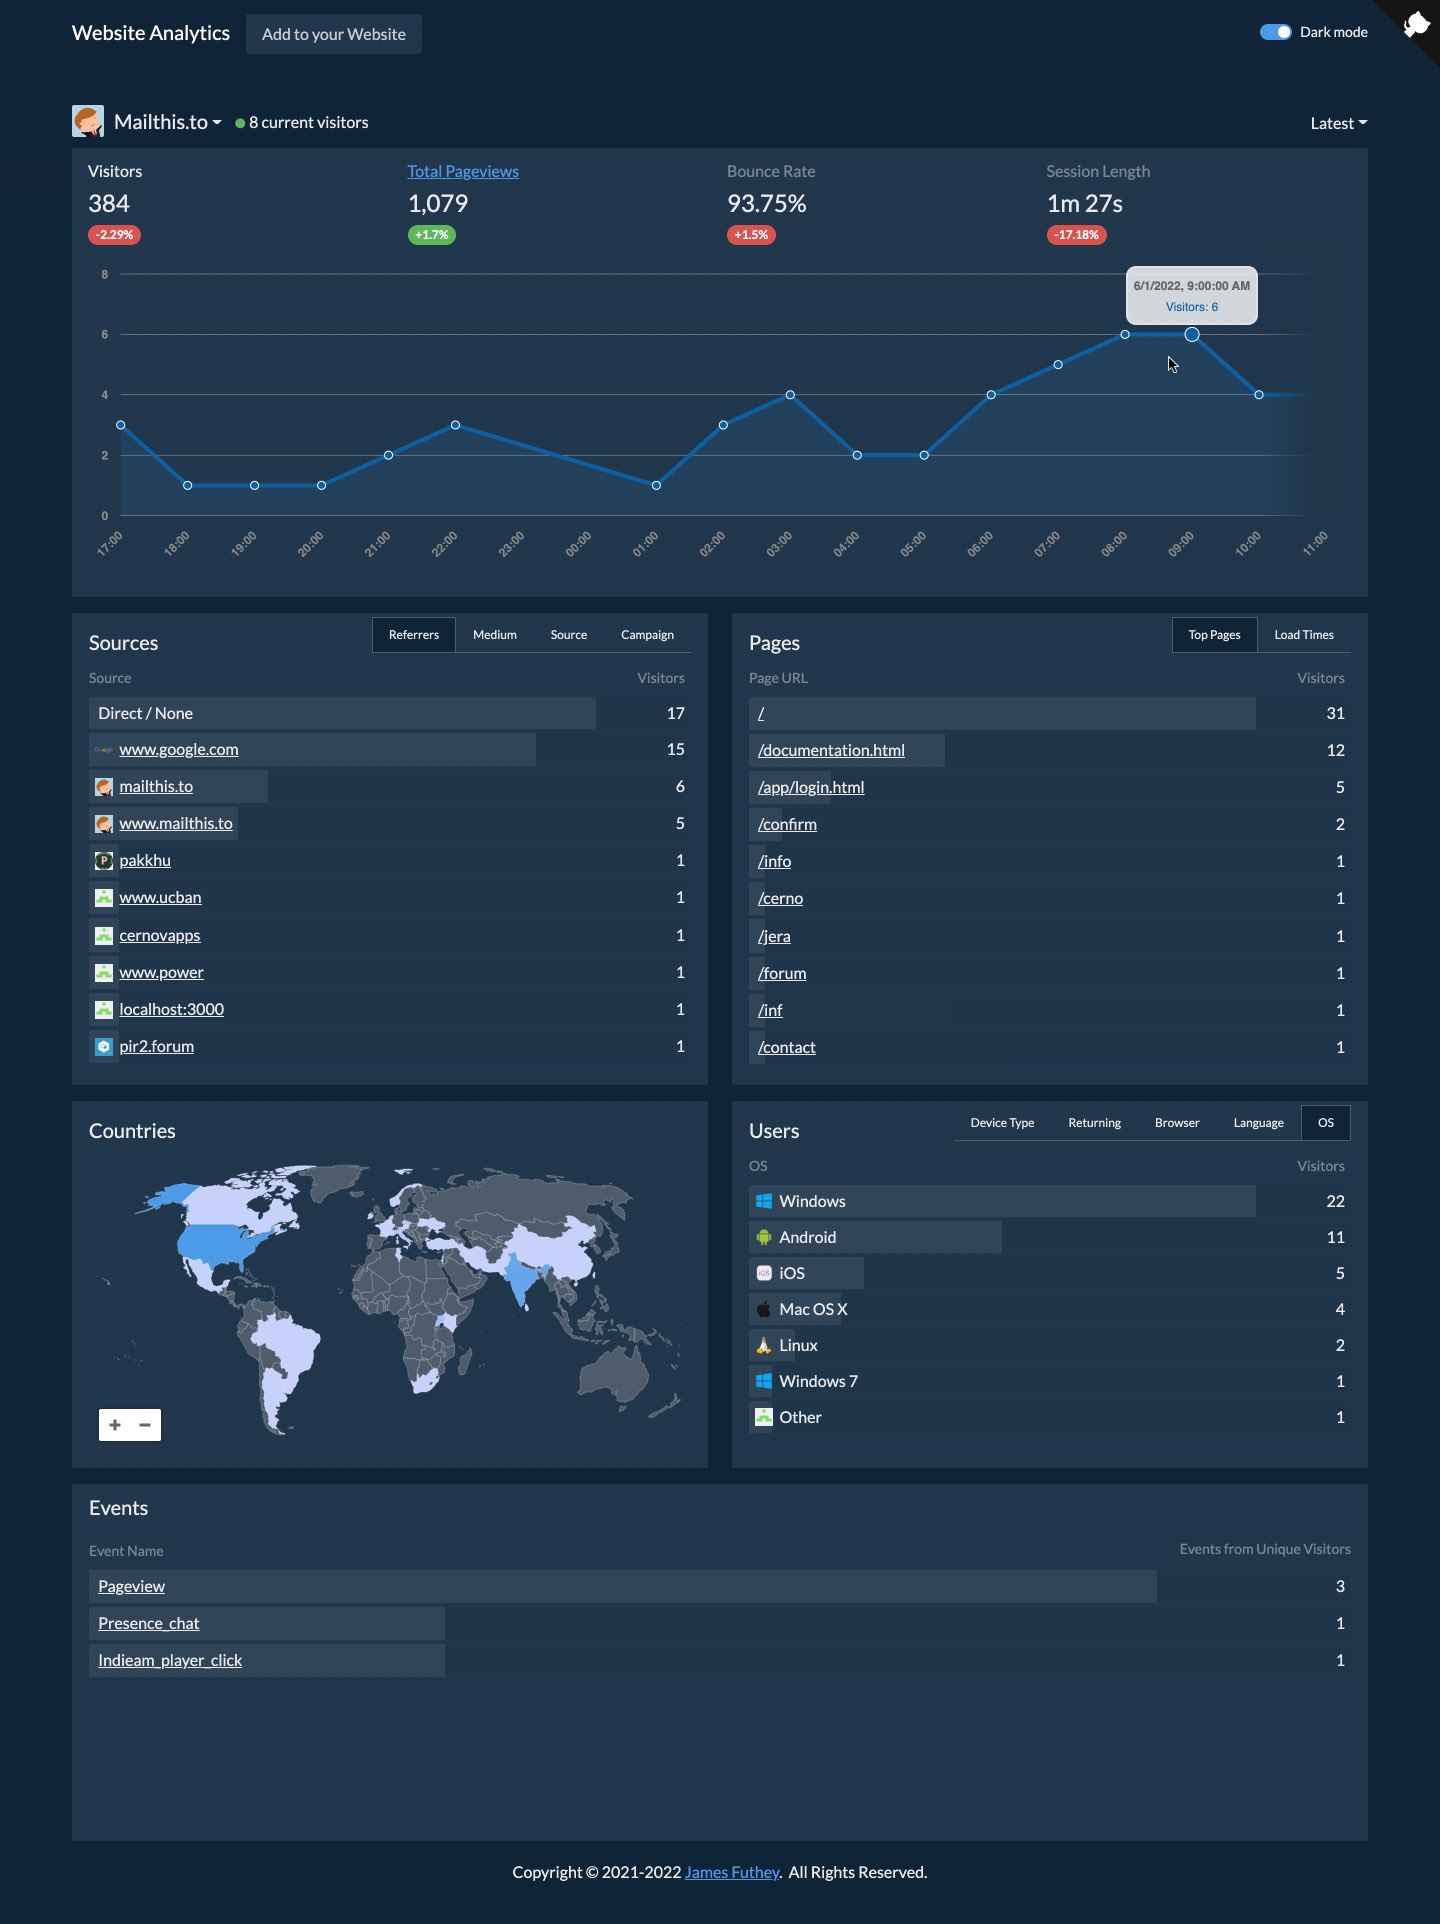 Website Analytics
Add to your Website
Dark mode
Mailthis.to
8 current visitors
Latest
Visitors
Total Pageviews
Bounce Rate
Session Length
384
1,079
93.75%
1m 27s
-2.29%
+1.7%
+1.5%
-17.18%
8
6
4
2
0
6/1/2022, 9:00:00 AM
Visitors: 6
17:00
18:00
19:00
20:00
21:00
22:00
23:00
00:00
01:00
02:00
03:00
04:00
05:00
06:00
07:00
08:00
09:00
10:00
11:00
Sources
Referrers
Medium
Source
Campaign
Source Visitors
Direct / None 17
Google www.google.com 15
mailthis.to 6
www.mailthis.to 5
P pakkhu 1
www.ucban 1
cernovapps 1
www.power 1
localhost:3000 1
pir2.forum 1
Pages
Top Pages
Load Times
Page URL Visitors
/ 31
/documentation.html 12
/app/login.html 5
/confirm 2
/info 1
/cerno 1
/jera 1
/forum 1
/inf 1
/contact 1
Countries
+ −
Users
Device Type
Returning
Browser
Language
OS
OS Visitors
Windows 22
Android 11
iOS iOS 5
Mac OS X 4
Linux 2
Windows 7 1
Other 1
Events
Event Name Events from Unique Visitors
Pageview 3
Presence_chat 1
Indieam_player_click 1
Copyright © 2021-2022 James Futhey. All Rights Reserved.